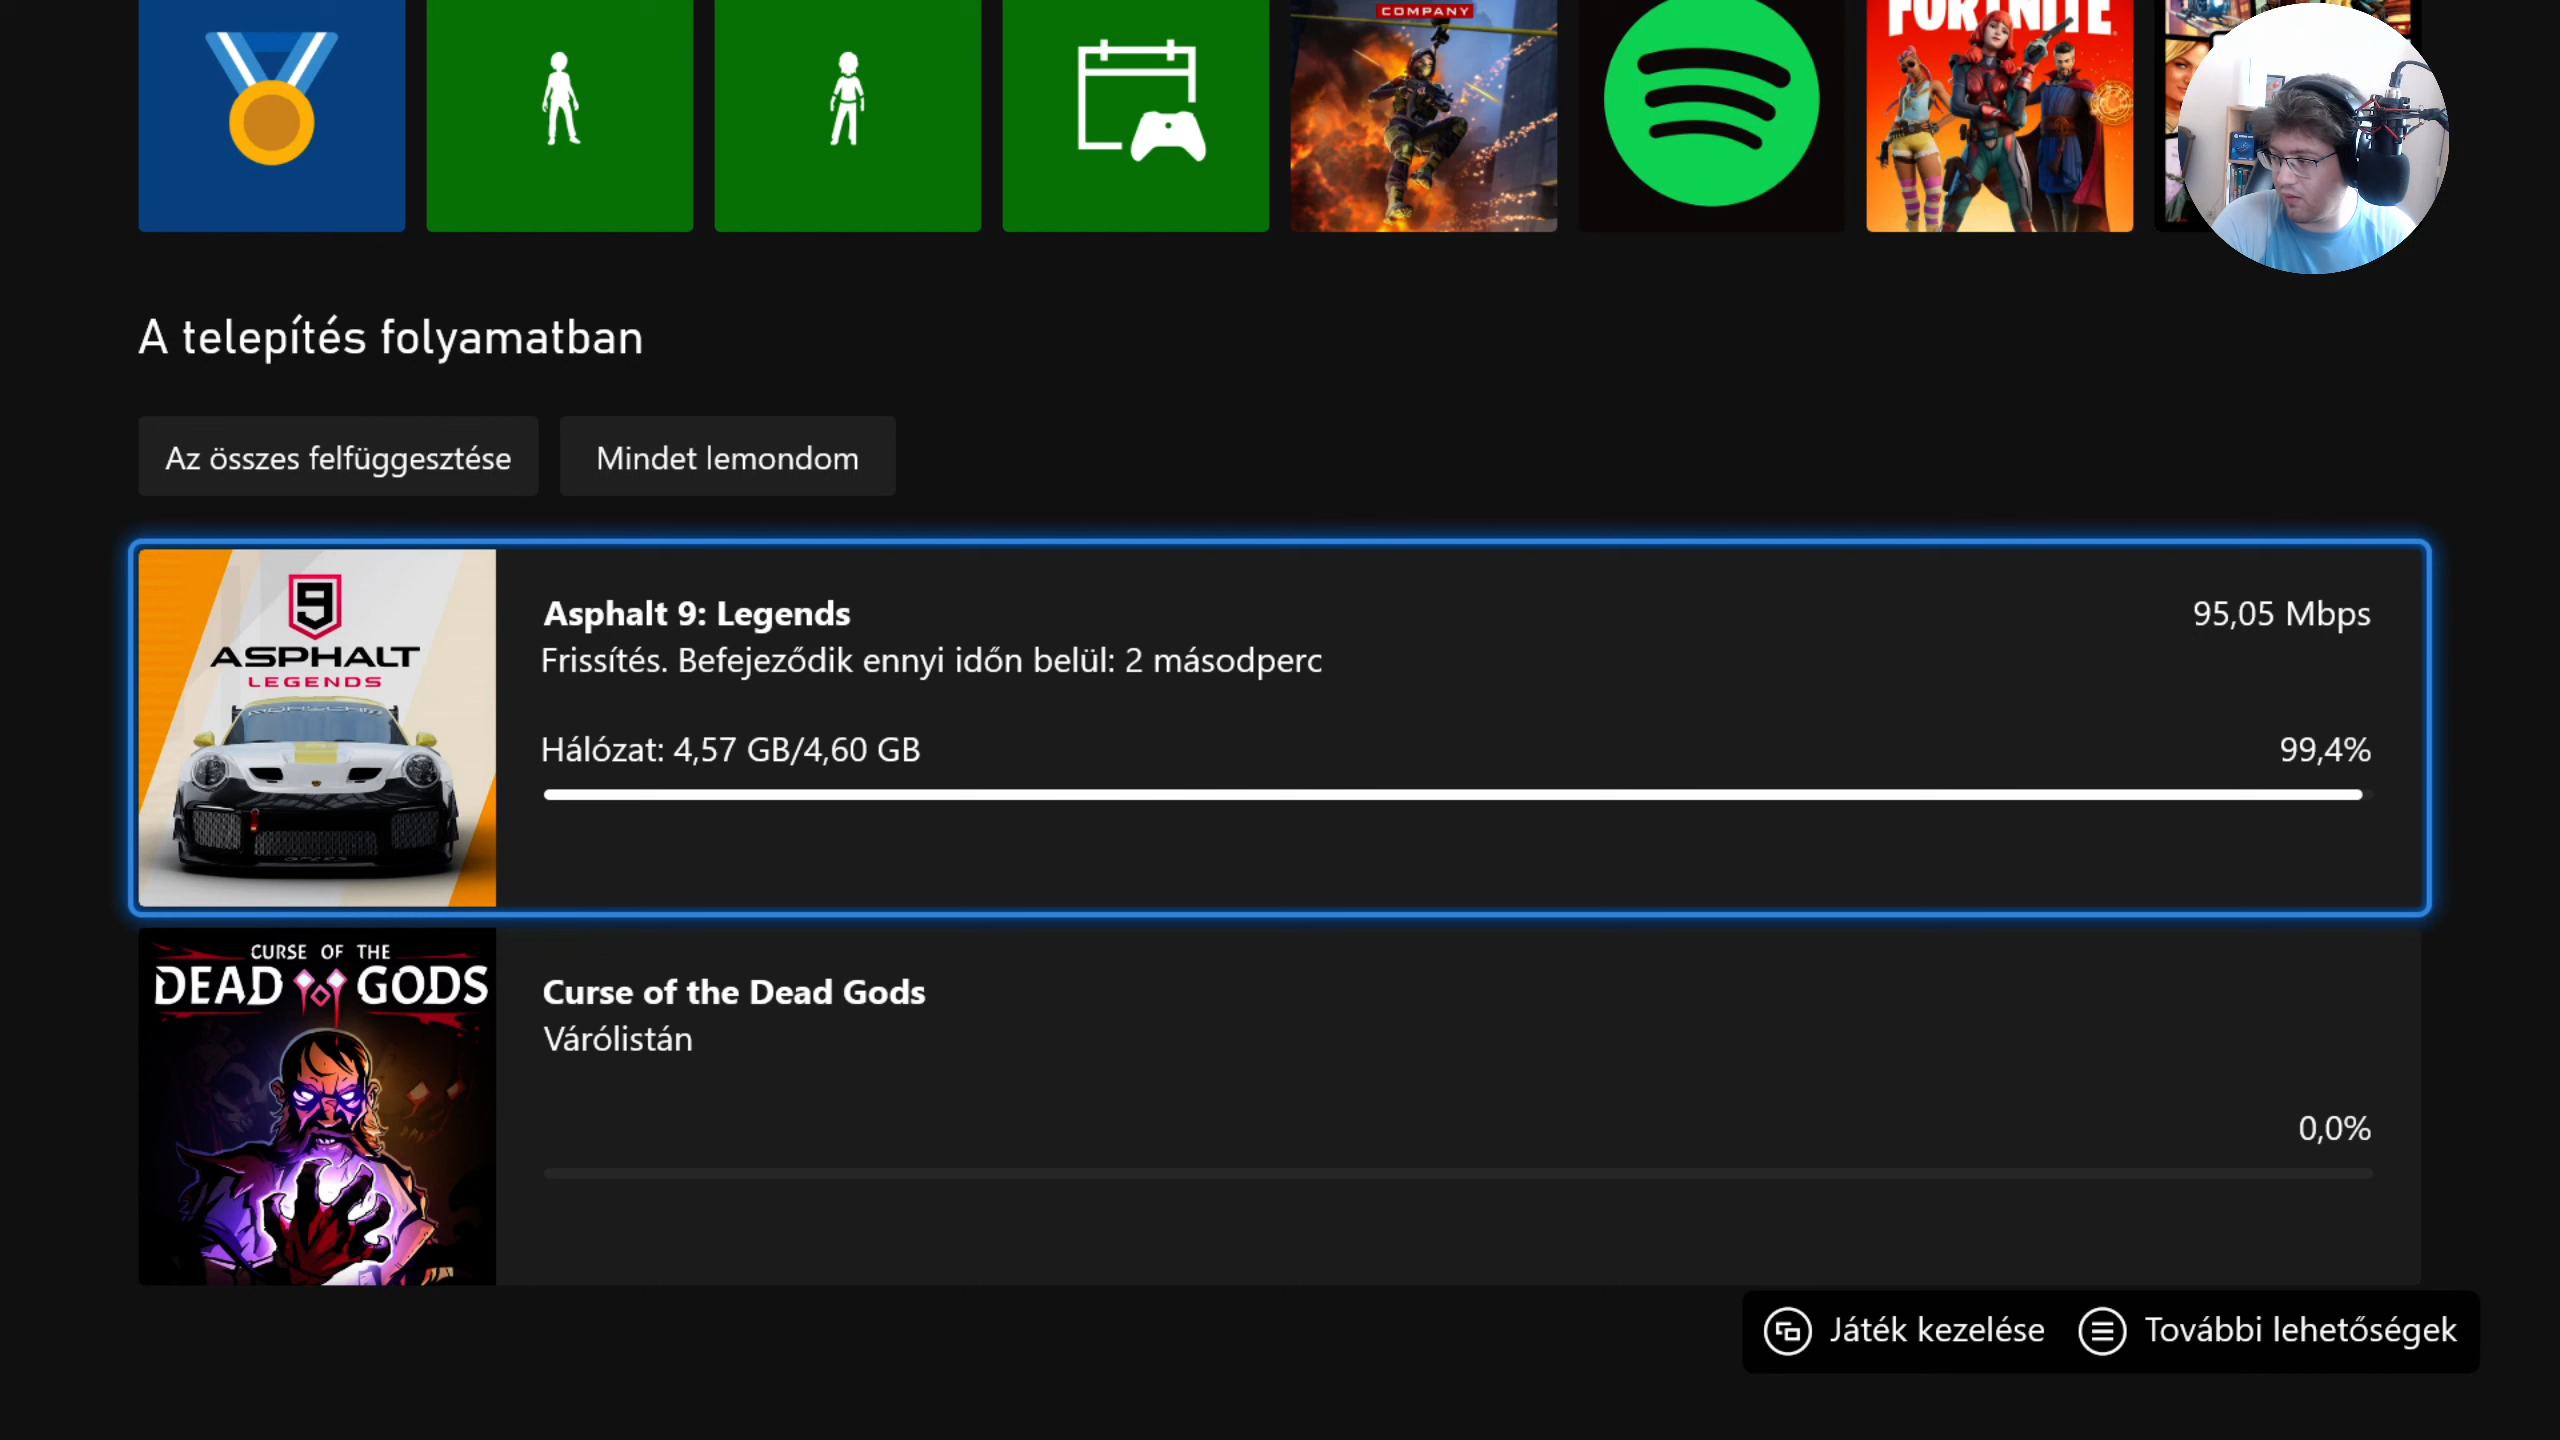 COMPANY
FORTNITE
A telepítés folyamatban
Az összes felfüggesztése
Mindet lemondom
9
ASPHALT
LEGENDS
Asphalt 9: Legends
95,05 Mbps
Frissítés. Befejeződik ennyi időn belül: 2 másodperc
Hálózat: 4,57 GB/4,60 GB
99,4%
CURSE OF THE
DEAD GODS
Curse of the Dead Gods
Várólistán
0,0%
Játék kezelése
További lehetőségek